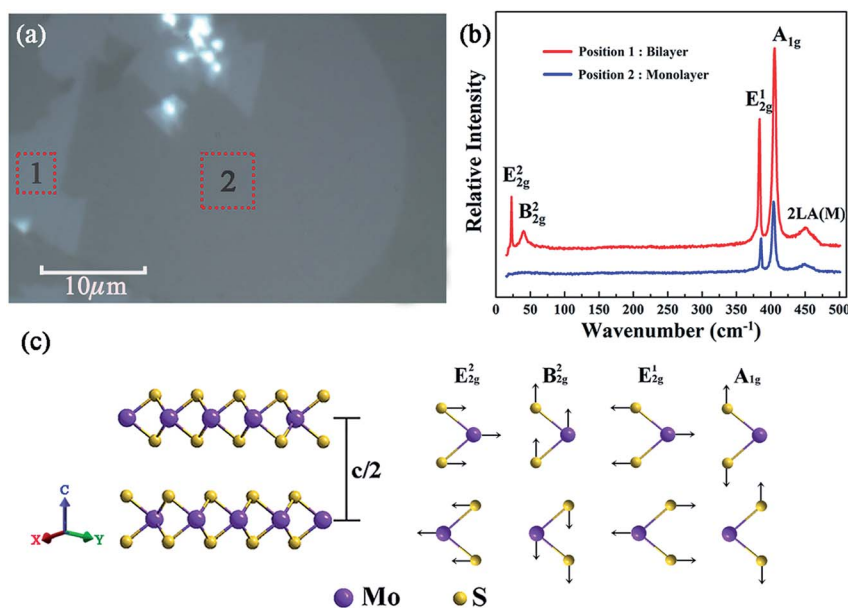 (a)
1
2
10μm
(b)
Relative Intensity
Position 1 : Bilayer
Position 2 : Monolayer
A1g
E¹2g
E²2g
B²2g
2LA(M)
0 50 100 150 200 250 300 350 400 450 500
Wavenumber (cm⁻¹)
(c)
c/2
C
X
Y
E²2g B²2g E¹2g A1g
Mo S